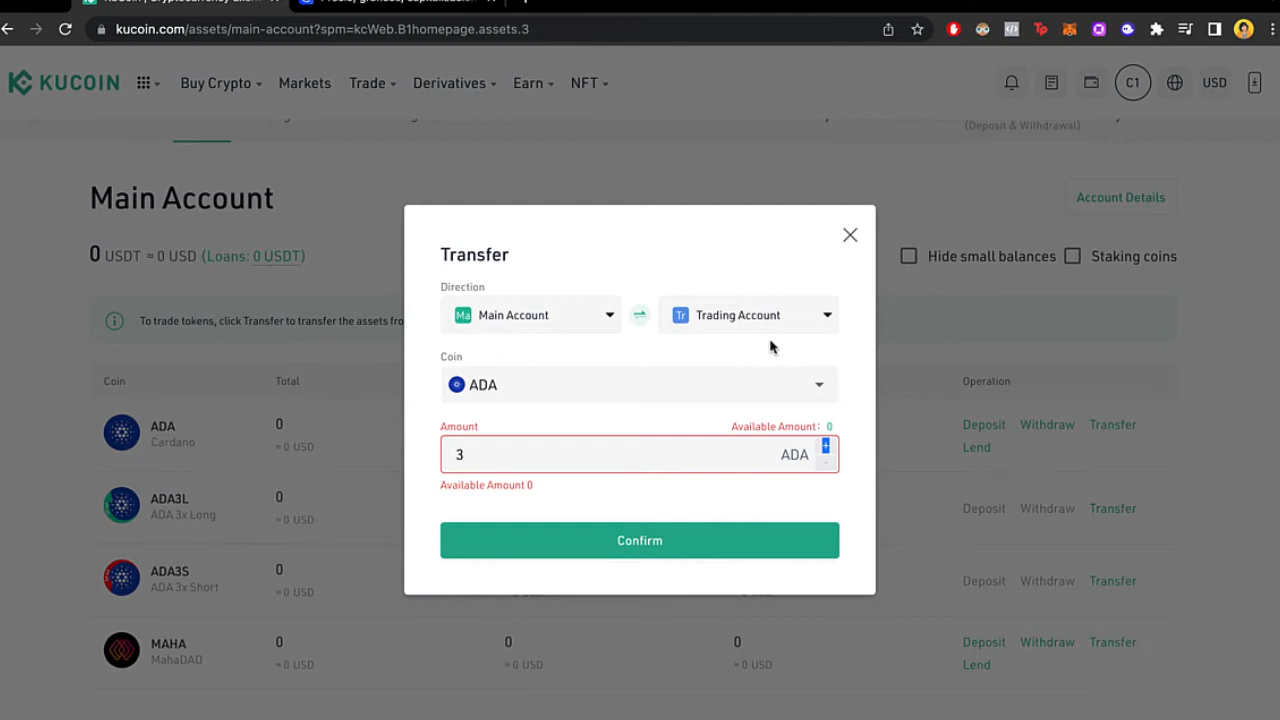 kucoin.com/assets/main-account?spm=kcWeb.B1homepage.assets.3
KUCOIN Buy Crypto Markets Trade Derivatives Earn NFT C1 USD
(Deposit & Withdrawal)
Main Account Account Details
0 USDT ≈ 0 USD (Loans: 0 USDT) Hide small balances Staking coins
To trade tokens, click Transfer to transfer the assets fro
Transfer
Direction
Ma Main Account Tr Trading Account
Coin
ADA
Amount Available Amount: 0
3 ADA + -
Available Amount 0
Confirm
Coin Total Operation
ADA 0 Deposit Withdraw Transfer
Cardano ≈ 0 USD Lend
ADA3L 0 Deposit Withdraw Transfer
ADA 3x Long ≈ 0 USD
ADA3S 0 Deposit Withdraw Transfer
ADA 3x Short ≈ 0 USD
MAHA 0 0 0 Deposit Withdraw Transfer
MahaDAO ≈ 0 USD ≈ 0 USD ≈ 0 USD Lend